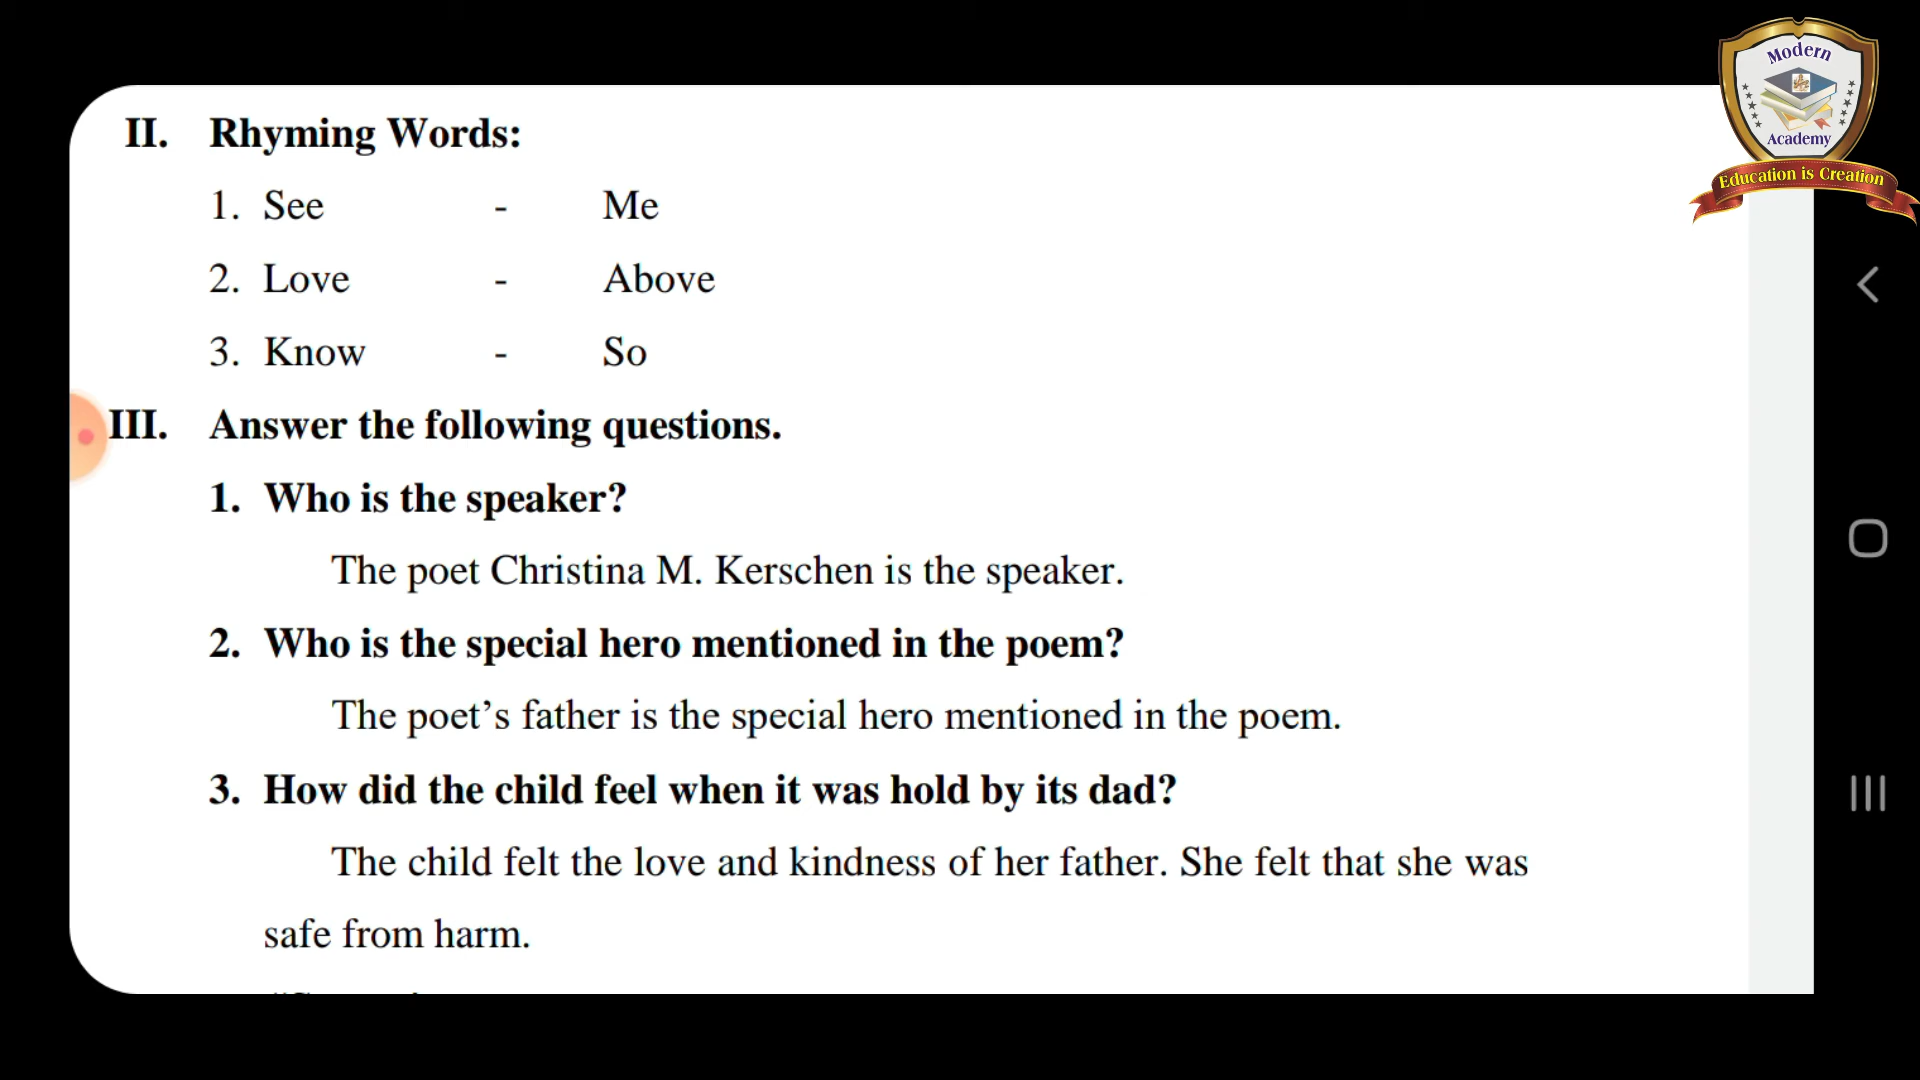 Modern
Academy
Education is Creation
II. Rhyming Words:
1. See - Me
2. Love - Above
3. Know - So
III. Answer the following questions.
1. Who is the speaker?
The poet Christina M. Kerschen is the speaker.
2. Who is the special hero mentioned in the poem?
The poet’s father is the special hero mentioned in the poem.
3. How did the child feel when it was hold by its dad?
The child felt the love and kindness of her father. She felt that she was
safe from harm.